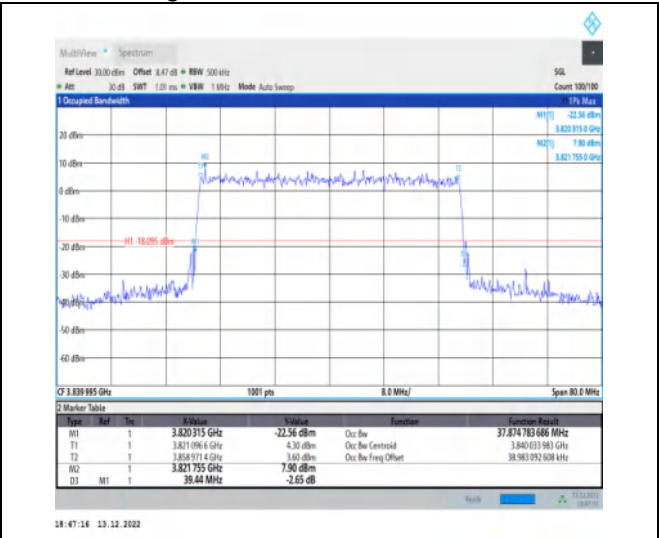 MultiView Spectrum
Ref Level 30.00 dBm Offset 8.47 dB RBW 500 kHz SGL
Att 30 dB SWT 1.01 ms VBW 1 MHz Mode Auto Sweep Count 100/100
1 Occupied Bandwidth 1Pk Max
M1[1] -22.56 dBm
3.820 315 0 GHz
M2[1] 7.90 dBm
3.821 755 0 GHz
20 dBm
M2
T2
10 dBm
0 dBm
-10 dBm
H1 -18.095 dBm
-20 dBm
-30 dBm
-40 dBm
-50 dBm
-60 dBm
CF 3.839 995 GHz 1001 pts 8.0 MHz/ Span 80.0 MHz
2 Marker Table
Type Ref Trc X-Value Y-Value Function Function Result
M1 1 3.820315 GHz -22.56 dBm Occ Bw 37.874 783 686 MHz
T1 1 3.821 096 6 GHz 4.30 dBm Occ Bw Centroid 3.840 033 983 GHz
T2 1 3.858 971 4 GHz 3.60 dBm Occ Bw Freq Offset 38.983 092 608 kHz
M2 1 3.821755 GHz 7.90 dBm
D3 M1 1 39.44 MHz -2.65 dB
Ready
18:47:16 13.12.2022